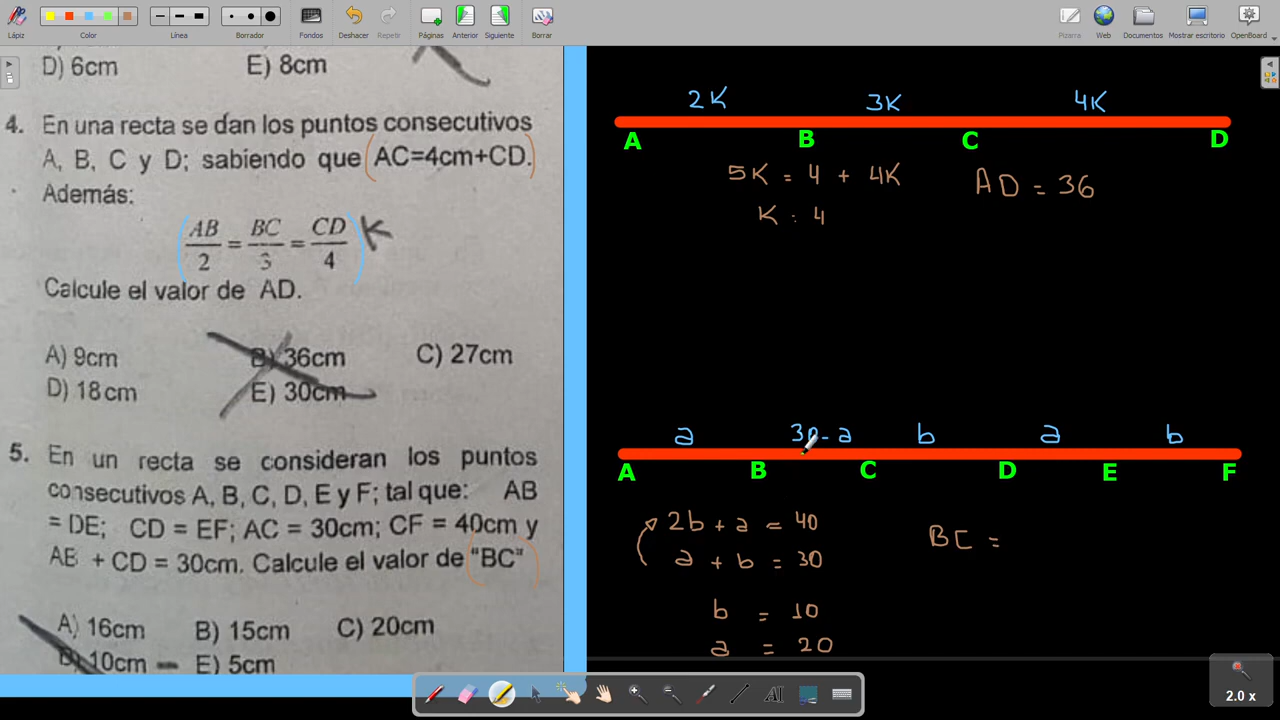 Lápiz Color Línea Borrador Fondos Deshacer Repetir Páginas Anterior Siguiente Borrar Pizarra Web Documentos Mostrar escritorio OpenBoard
D) 6cm E) 8cm
4. En una recta se dan los puntos consecutivos
A, B, C y D; sabiendo que AC=4cm+CD.
Además:
AB/2 = BC/3 = CD/4 K
Calcule el valor de AD.
A) 9cm B) 36cm C) 27cm
D) 18cm E) 30cm
5. En un recta se consideran los puntos
consecutivos A, B, C, D, E y F; tal que: AB
= DE; CD = EF; AC = 30cm; CF = 40cm y
AB + CD = 30cm. Calcule el valor de "BC"
A) 16cm B) 15cm C) 20cm
D) 10cm E) 5cm
2K 3K 4K
A B C D
5K = 4 + 4K
K : 4
AD = 36
a 30-a b a b
A B C D E F
2b + a = 40
a + b = 30
b = 10
a = 20
BC =
AI
2.0 x